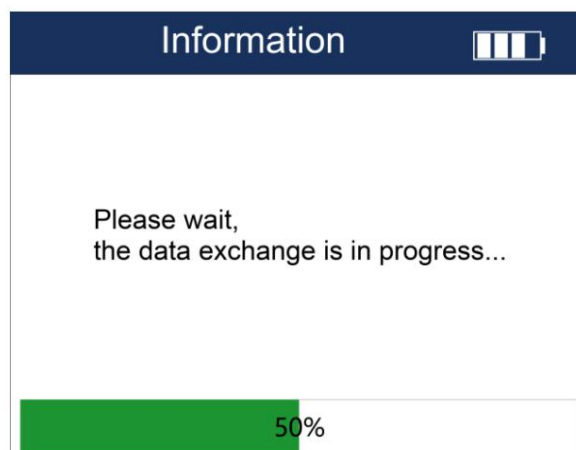 Information
Please wait,
the data exchange is in progress...
50%